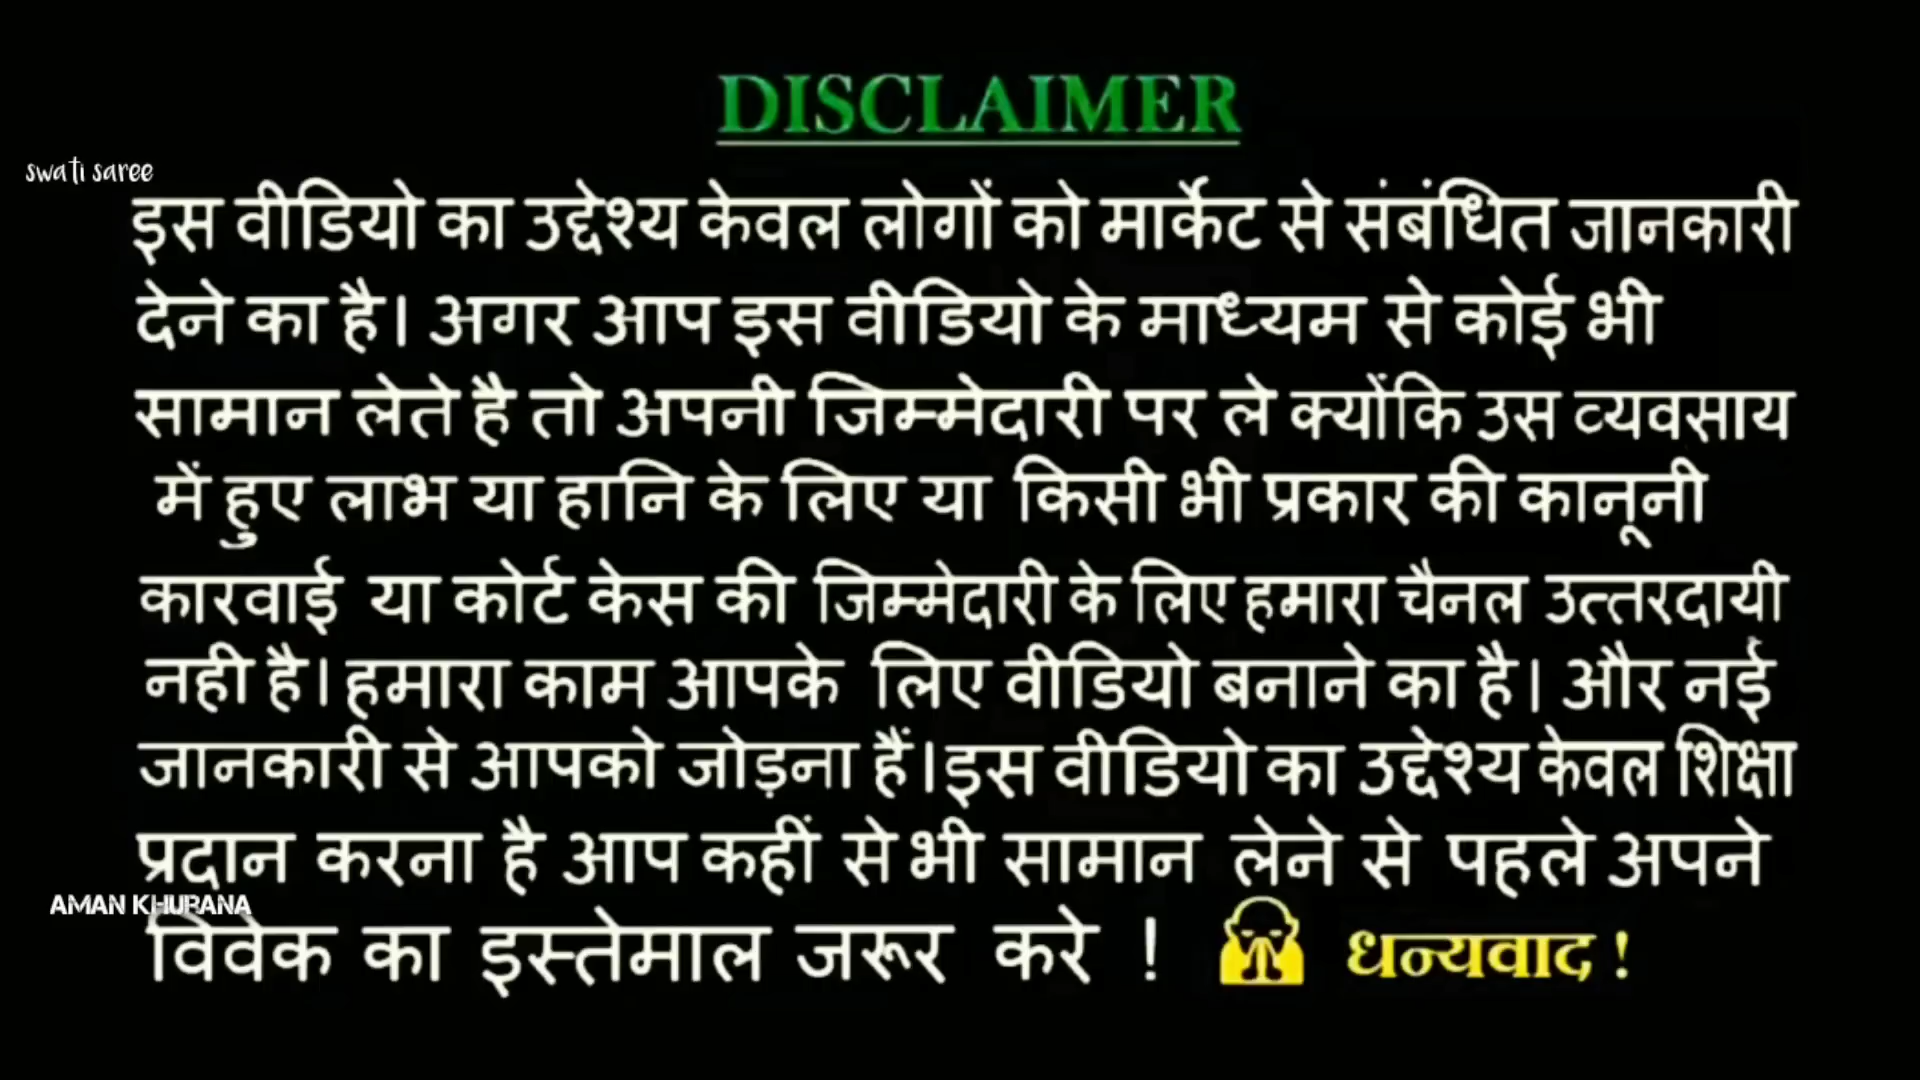 DISCLAIMER
swati saree
इस वीडियो का उद्देश्य केवल लोगों को मार्केट से संबंधित जानकारी
देने का है। अगर आप इस वीडियो के माध्यम से कोई भी
सामान लेते है तो अपनी जिम्मेदारी पर ले क्योंकि उस व्यवसाय
में हुए लाभ या हानि के लिए या किसी भी प्रकार की कानूनी
कारवाई या कोर्ट केस की जिम्मेदारी के लिए हमारा चैनल उत्तरदायी
नही है। हमारा काम आपके लिए वीडियो बनाने का है। और नई
जानकारी से आपको जोड़ना हैं।इस वीडियो का उद्देश्य केवल शिक्षा
प्रदान करना है आप कहीं से भी सामान लेने से पहले अपने
AMAN KHURANA
विवेक का इस्तेमाल जरूर करे ! धन्यवाद !